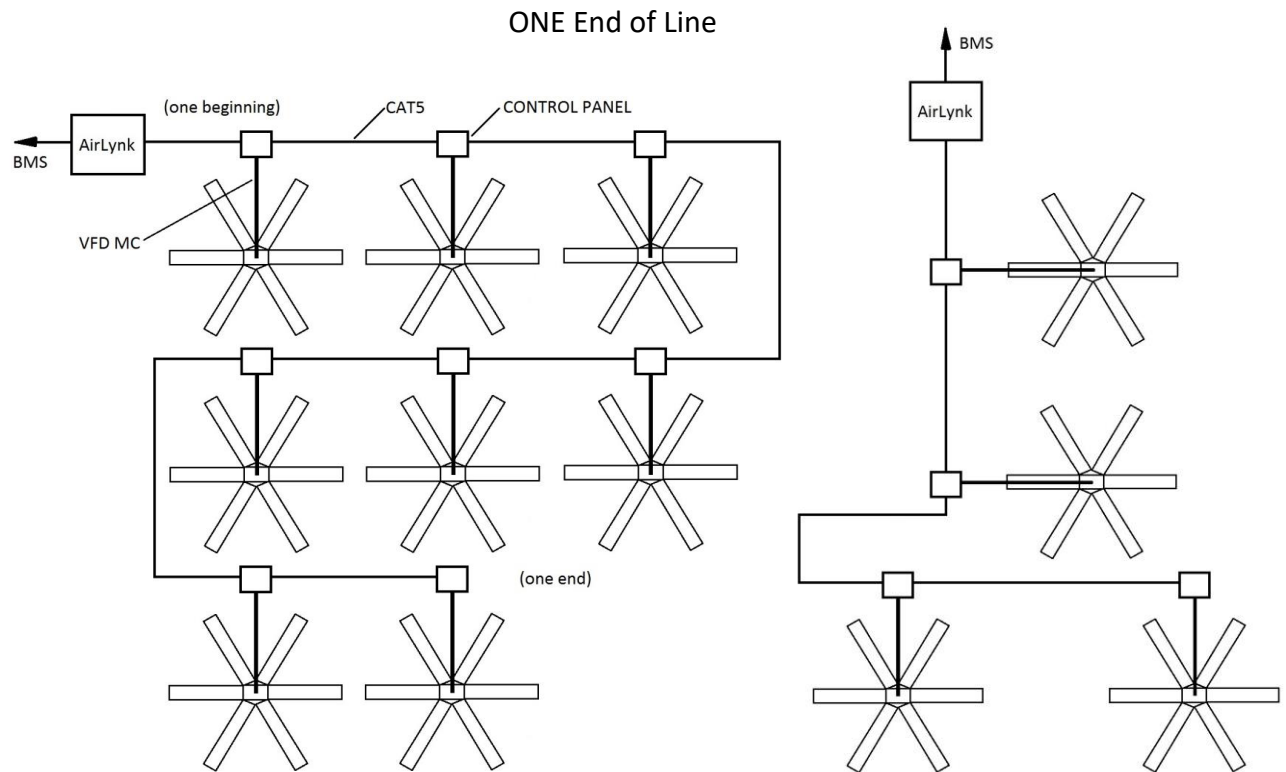 ONE End of Line
BMS
AirLynk
(one beginning)
CAT5
CONTROL PANEL
AirLynk
BMS
VFD MC
(one end)